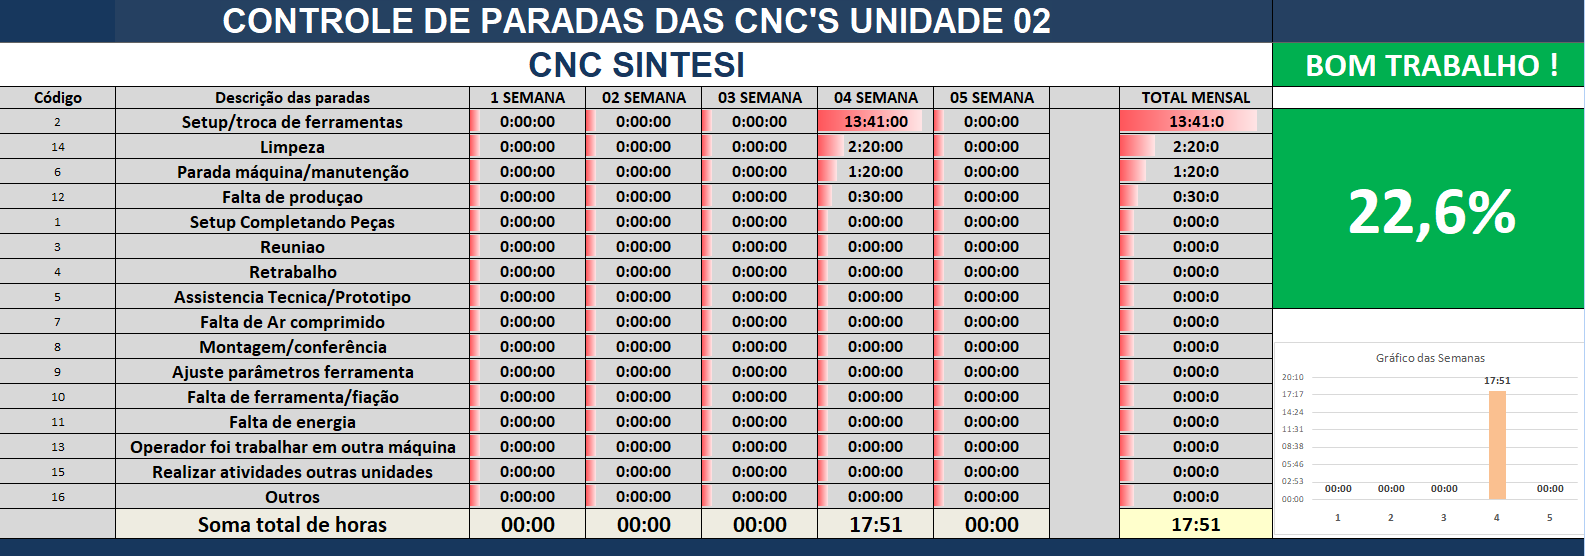 CONTROLE DE PARADAS DAS CNC'S UNIDADE 02
CNC SINTESI
BOM TRABALHO !
Código Descrição das paradas 1 SEMANA 02 SEMANA 03 SEMANA 04 SEMANA 05 SEMANA TOTAL MENSAL
2 Setup/troca de ferramentas 0:00:00 0:00:00 0:00:00 13:41:00 0:00:00 13:41:0
14 Limpeza 0:00:00 0:00:00 0:00:00 2:20:00 0:00:00 2:20:0
6 Parada máquina/manutenção 0:00:00 0:00:00 0:00:00 1:20:00 0:00:00 1:20:0
12 Falta de produçao 0:00:00 0:00:00 0:00:00 0:30:00 0:00:00 0:30:0
1 Setup Completando Peças 0:00:00 0:00:00 0:00:00 0:00:00 0:00:00 0:00:0
3 Reuniao 0:00:00 0:00:00 0:00:00 0:00:00 0:00:00 0:00:0
4 Retrabalho 0:00:00 0:00:00 0:00:00 0:00:00 0:00:00 0:00:0
5 Assistencia Tecnica/Prototipo 0:00:00 0:00:00 0:00:00 0:00:00 0:00:00 0:00:0
7 Falta de Ar comprimido 0:00:00 0:00:00 0:00:00 0:00:00 0:00:00 0:00:0
8 Montagem/conferência 0:00:00 0:00:00 0:00:00 0:00:00 0:00:00 0:00:0
9 Ajuste parâmetros ferramenta 0:00:00 0:00:00 0:00:00 0:00:00 0:00:00 0:00:0
10 Falta de ferramenta/fiação 0:00:00 0:00:00 0:00:00 0:00:00 0:00:00 0:00:0
11 Falta de energia 0:00:00 0:00:00 0:00:00 0:00:00 0:00:00 0:00:0
13 Operador foi trabalhar em outra máquina 0:00:00 0:00:00 0:00:00 0:00:00 0:00:00 0:00:0
15 Realizar atividades outras unidades 0:00:00 0:00:00 0:00:00 0:00:00 0:00:00 0:00:0
16 Outros 0:00:00 0:00:00 0:00:00 0:00:00 0:00:00 0:00:0
Soma total de horas 00:00 00:00 00:00 17:51 00:00 17:51
22,6%
Gráfico das Semanas
20:10
17:51
17:17
14:24
11:31
08:38
05:46
02:53
00:00 00:00 00:00 00:00
00:00
1 2 3 4 5